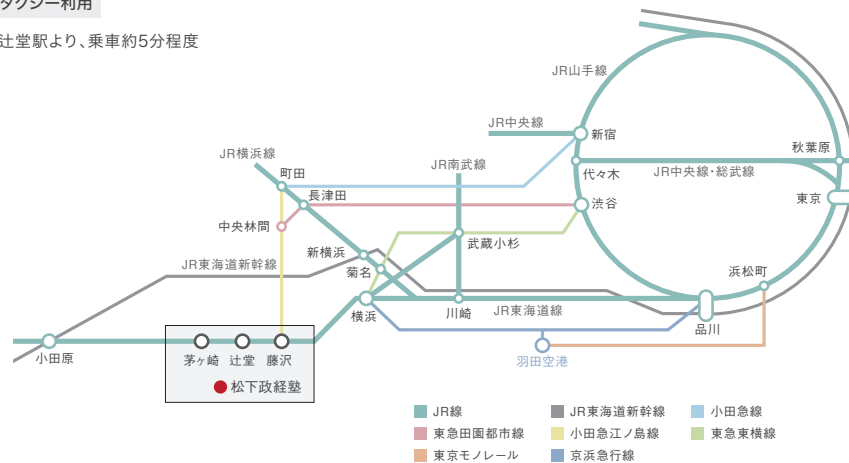 タクシー利用
辻堂駅より、乗車約5分程度
JR山手線
JR中央線
新宿
秋葉原
JR横浜線
町田
JR南武線
代々木
JR中央線・総武線
長津田
東京
渋谷
中央林間
新横浜
武蔵小杉
JR東海道新幹線
菊名
浜松町
横浜
川崎
JR東海道線
品川
小田原
茅ヶ崎
辻堂
藤沢
羽田空港
松下政経塾
JR線
JR東海道新幹線
小田急線
東急田園都市線
小田急江ノ島線
東急東横線
東京モノレール
京浜急行線